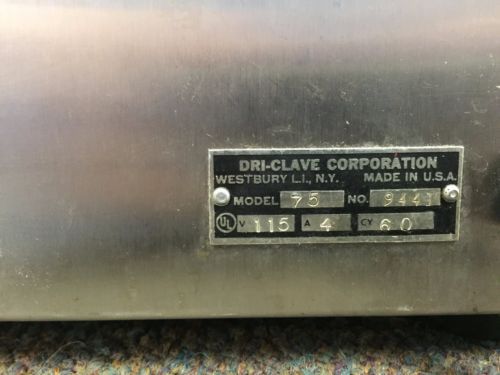 DRI-CLAVE CORPORATION
WESTBURY L.I., N.Y. MADE IN U.S.A.
MODEL 75 NO. 9441
UL V 115 A 4 CY 60